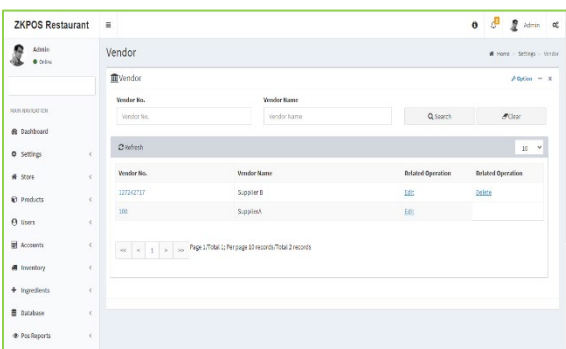 ZKPOS Restaurant
Admin
Admin
Online
Vendor
Home > Settings > Vendor
Vendor
Option
Vendor No.
Vendor Name
Vendor No.
Vendor Name
Search
Clear
MAIN NAVIGATION
Dashboard
Settings
Store
Products
Users
Accounts
Inventory
Ingredients
Database
Pos Reports
Refresh
10
Vendor No. Vendor Name Related Operation Related Operation
127242717 Supplier B Edit Delete
100 SupplierA Edit
<< < 1 > >> Page 1/Total 1; Per page 10 records/Total 2 records